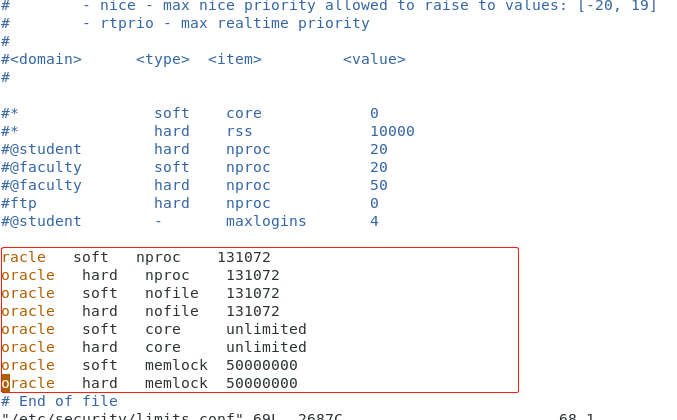 #        - nice - max nice priority allowed to raise to values: [-20, 19]
#        - rtprio - max realtime priority
#
#<domain>      <type>  <item>         <value>
#
#*               soft    core            0
#*               hard    rss             10000
#@student        hard    nproc           20
#@faculty        soft    nproc           20
#@faculty        hard    nproc           50
#ftp             hard    nproc           0
#@student        -       maxlogins       4
racle   soft   nproc    131072
oracle   hard   nproc    131072
oracle   soft   nofile   131072
oracle   hard   nofile   131072
oracle   soft   core     unlimited
oracle   hard   core     unlimited
oracle   soft   memlock  50000000
oracle   hard   memlock  50000000
# End of file
"/etc/security/limits.conf" 69L, 2687C                        68,1